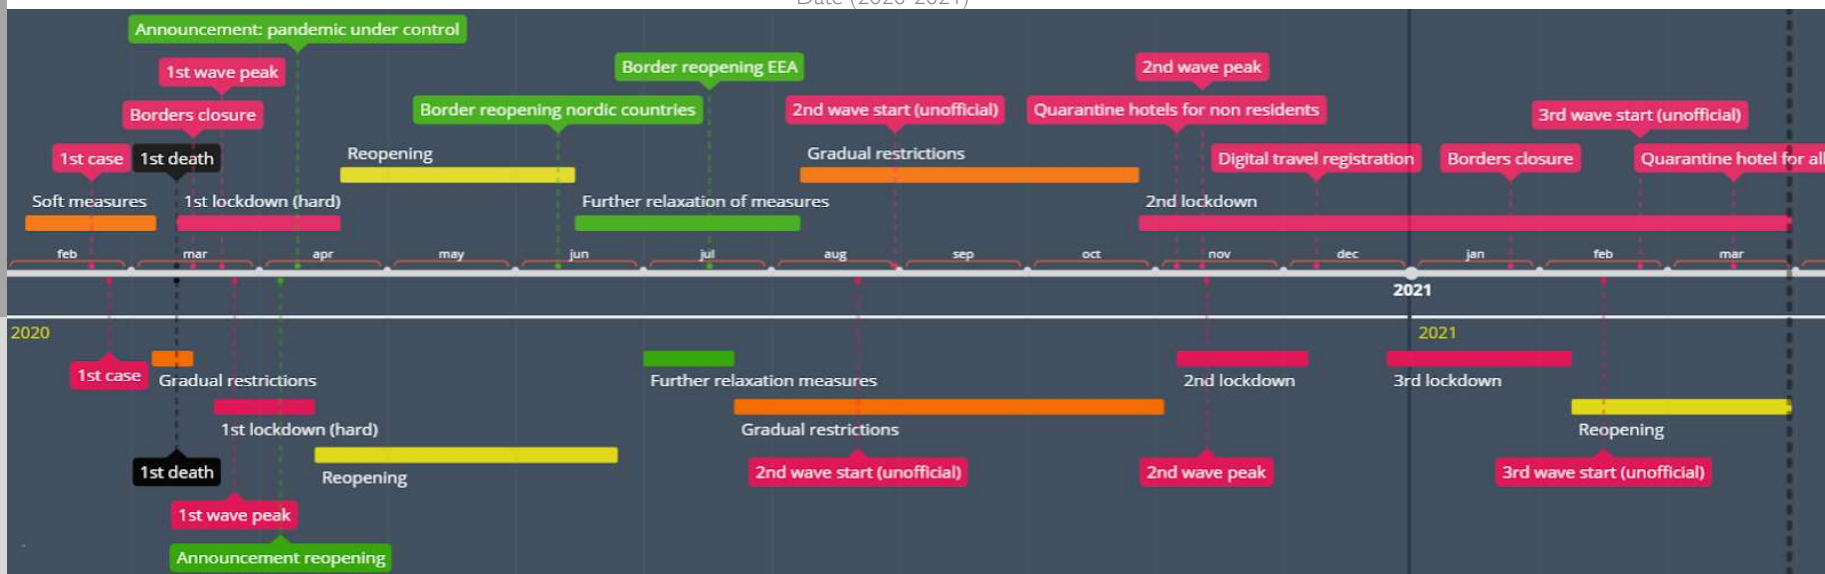 Date (2020-2021)
Announcement: pandemic under control
1st wave peak
Border reopening EEA
2nd wave peak
Borders closure
Border reopening nordic countries
2nd wave start (unofficial)
Quarantine hotels for non residents
3rd wave start (unofficial)
1st case
1st death
Reopening
Gradual restrictions
Digital travel registration
Borders closure
Quarantine hotel for all
Soft measures
1st lockdown (hard)
Further relaxation of measures
2nd lockdown
feb mar apr may jun jul aug sep oct nov dec jan feb mar
2021
2020
2021
1st case
Gradual restrictions
Further relaxation measures
2nd lockdown
3rd lockdown
1st lockdown (hard)
Gradual restrictions
Reopening
1st death
Reopening
2nd wave start (unofficial)
2nd wave peak
3rd wave start (unofficial)
1st wave peak
Announcement reopening